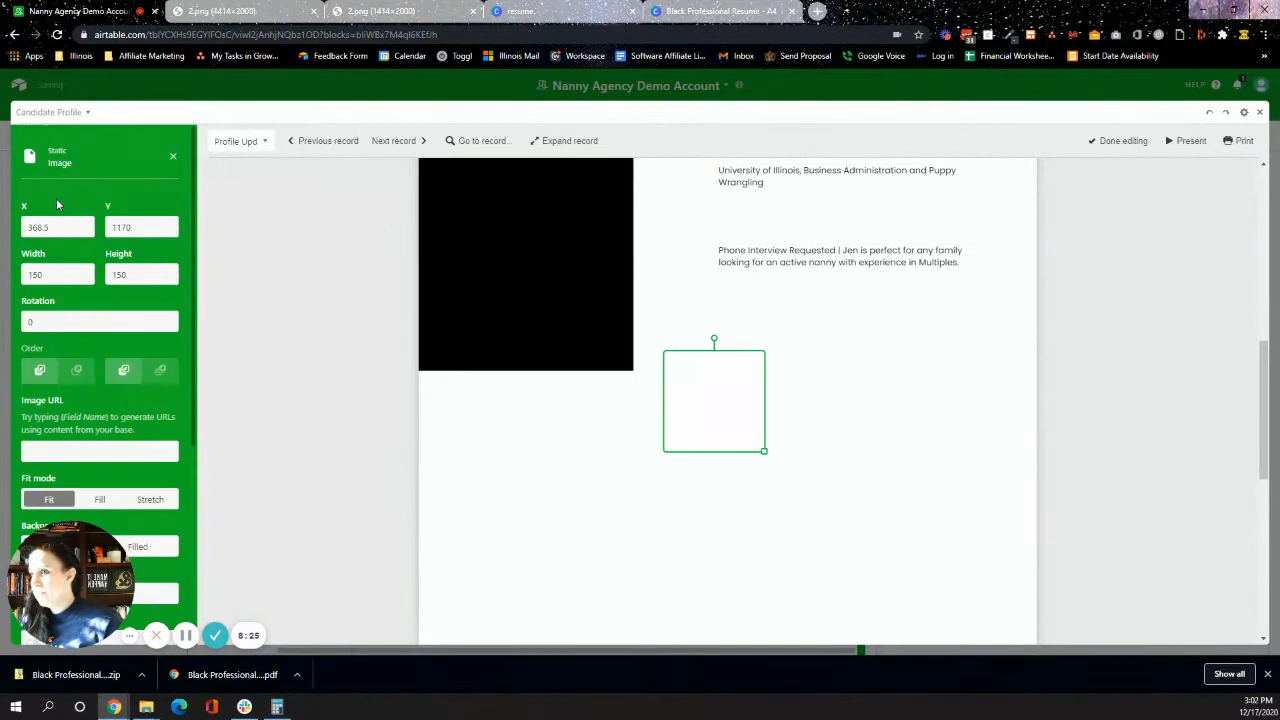 Nanny Agency Demo Accou
2.png (4414×2000)
2.png (4414×2000)
resume.
Black Professional Resume - A4
airtable.com/tblYCXHs9EGYIFOsC/viwI2jAnhjNQbz1OD?blocks=bliWBx7M4qI6KEfJh
Apps
Illinois
Affiliate Marketing
My Tasks in Grow...
Feedback Form
Calendar
Toggl
Illinois Mail
Workspace
Software Affiliate Li...
Inbox
Send Proposal
Google Voice
Log in
Financial Workshe...
Start Date Availability
Nanny Agency Demo Account
HELP
Candidate Profile
Static
Image
Profile Upd
Previous record
Next record
Go to record...
Expand record
Done editing
Present
Print
X
Y
368.5
1170
Width
Height
150
150
Rotation
0
Order
Image URL
Try typing {Field Name} to generate URLs
using content from your base.
Fit mode
Fit
Fill
Stretch
Backg
Filled
University of Illinois, Business Administration and Puppy
Wrangling
Phone Interview Requested | Jen is perfect for any family
looking for an active nanny with experience in Multiples.
8:25
Black Professional....zip
Black Professional....pdf
Show all
3:02 PM
12/17/2020